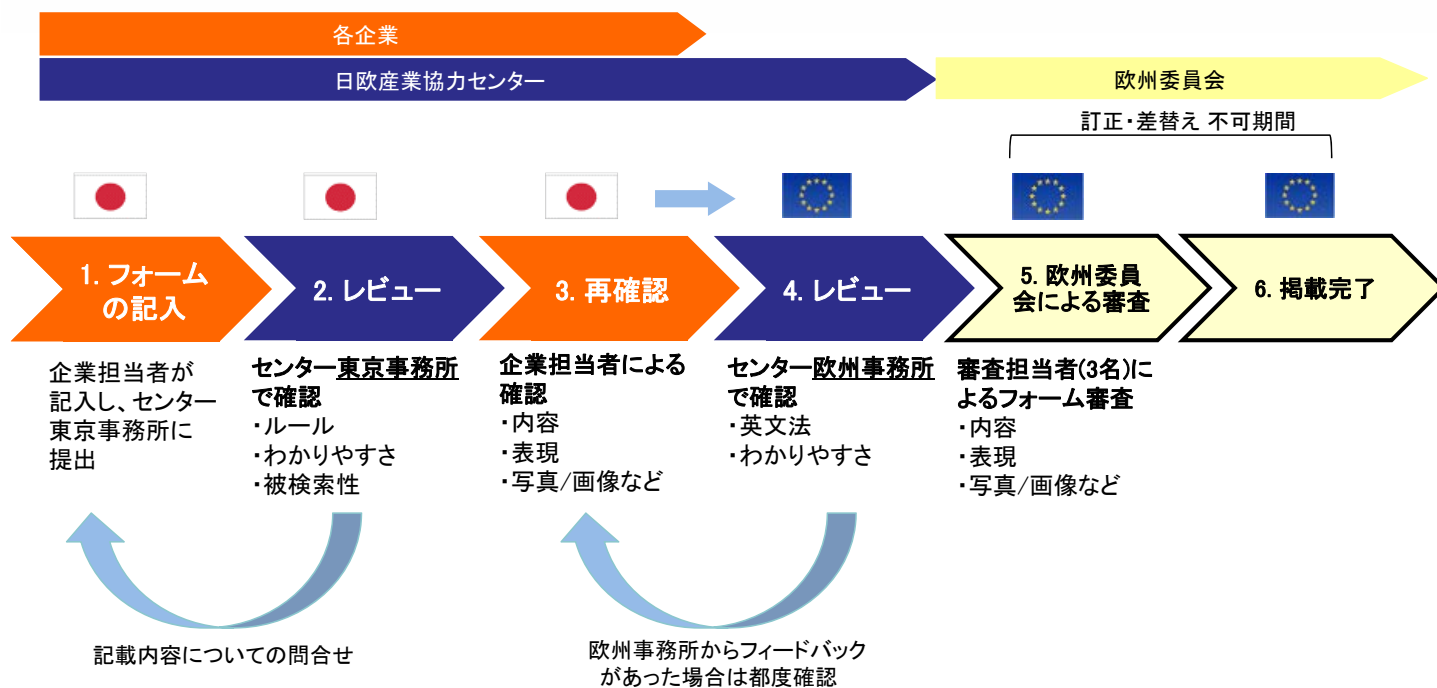 各企業
日欧産業協力センター
欧州委員会
訂正・差替え 不可期間
1. フォーム
の記入
2. レビュー
3. 再確認
4. レビュー
5. 欧州委員
会による審査
6. 掲載完了
企業担当者が
記入し、センター
東京事務所に
提出
センター東京事務所
で確認
・ルール
・わかりやすさ
・被検索性
企業担当者による
確認
・内容
・表現
・写真/画像など
センター欧州事務所
で確認
・英文法
・わかりやすさ
審査担当者(3名)に
よるフォーム審査
・内容
・表現
・写真/画像など
記載内容についての問合せ
欧州事務所からフィードバック
があった場合は都度確認